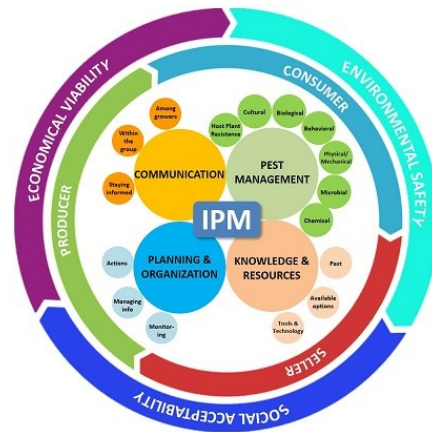 ECONOMICAL VIABILITY
ENVIRONMENTAL SAFETY
SOCIAL ACCEPTABILITY
PRODUCER
CONSUMER
SELLER
IPM
COMMUNICATION
Among
growers
Within
the group
Staying
informed
PEST
MANAGEMENT
Host Plant
Resistance
Cultural
Biological
Behavioral
Physical/
Mechanical
Microbial
Chemical
PLANNING &
ORGANIZATION
Actions
Managing
info
Monitor-
ing
KNOWLEDGE &
RESOURCES
Pest
Available
options
Tools &
Technology